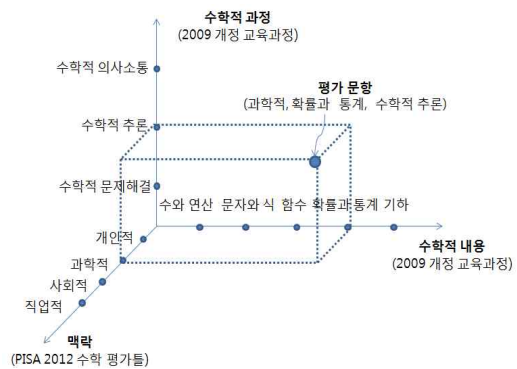 수학적 과정
(2009 개정 교육과정)
수학적 의사소통
평가 문항
(과학적, 확률과 통계, 수학적 추론)
수학적 추론
수학적 문제해결
수와 연산 문자와 식 함수 확률과 통계 기하
개인적
수학적 내용
(2009 개정 교육과정)
과학적
사회적
직업적
맥락
(PISA 2012 수학 평가틀)